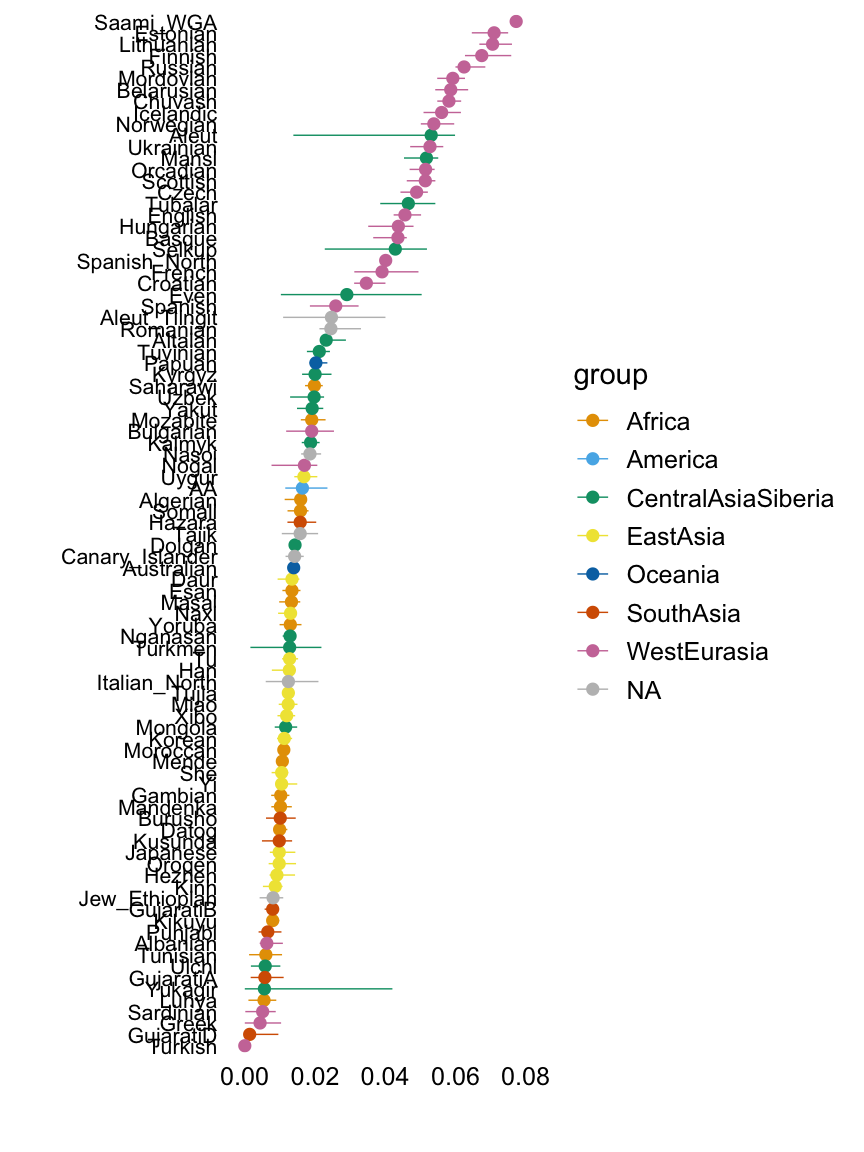 Saami_WGA
Estonian
Lithuanian
Finnish
Russian
Mordovian
Belarusian
Chuvash
Icelandic
Norwegian
Aleut
Ukrainian
Mansi
Orcadian
Scottish
Czech
Tubalar
English
Hungarian
Basque
Selkup
Spanish_North
French
Croatian
Even
Spanish
Aleut_Tlingit
Romanian
Altaian
Tuvinian
Papuan
Kyrgyz
Saharawi
Uzbek
Yakut
Mozabite
Bulgarian
Kalmyk
Nasoi
Nogai
Uygur
AA
Algerian
Somali
Hazara
Tajik
Dolgan
Canary_Islander
Australian
Daur
Esan
Masai
Naxi
Yoruba
Nganasan
Turkmen
Tu
Han
Italian_North
Tujia
Miao
Xibo
Mongola
Korean
Moroccan
Mende
She
Yi
Gambian
Mandenka
Burusho
Datog
Kusunda
Japanese
Oroqen
Hezhen
Kinh
Jew_Ethiopian
GujaratiB
Kikuyu
Punjabi
Albanian
Tunisian
Ulchi
GujaratiA
Yukagir
Luhya
Sardinian
Greek
GujaratiD
Turkish
0.00 0.02 0.04 0.06 0.08
group
Africa
America
CentralAsiaSiberia
EastAsia
Oceania
SouthAsia
WestEurasia
NA